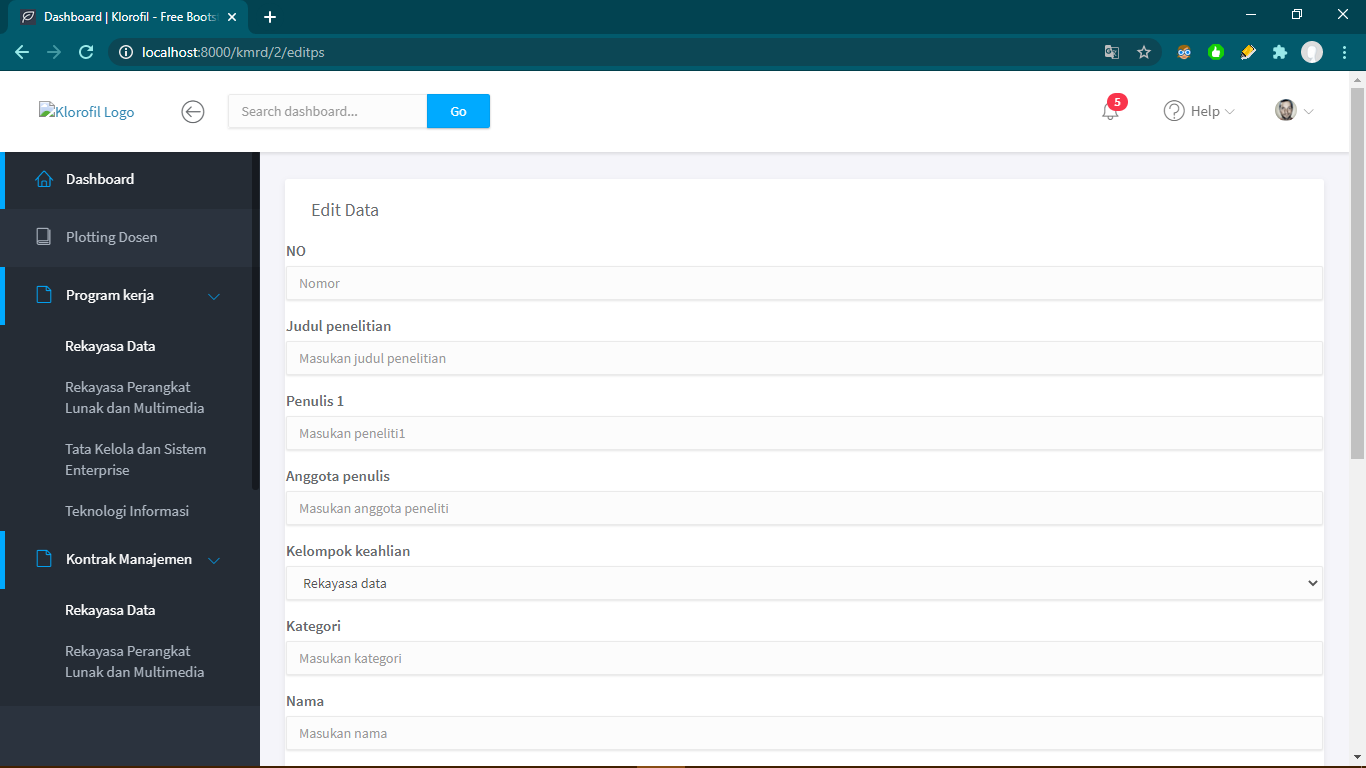 Dashboard | Klorofil - Free Boots
localhost:8000/kmrd/2/editps
Klorofil Logo
Search dashboard...
Go
5
Help
Dashboard
Plotting Dosen
Program kerja
Rekayasa Data
Rekayasa Perangkat
Lunak dan Multimedia
Tata Kelola dan Sistem
Enterprise
Teknologi Informasi
Kontrak Manajemen
Rekayasa Data
Rekayasa Perangkat
Lunak dan Multimedia
Edit Data
NO
Nomor
Judul penelitian
Masukan judul penelitian
Penulis 1
Masukan peneliti1
Anggota penulis
Masukan anggota peneliti
Kelompok keahlian
Rekayasa data
Kategori
Masukan kategori
Nama
Masukan nama